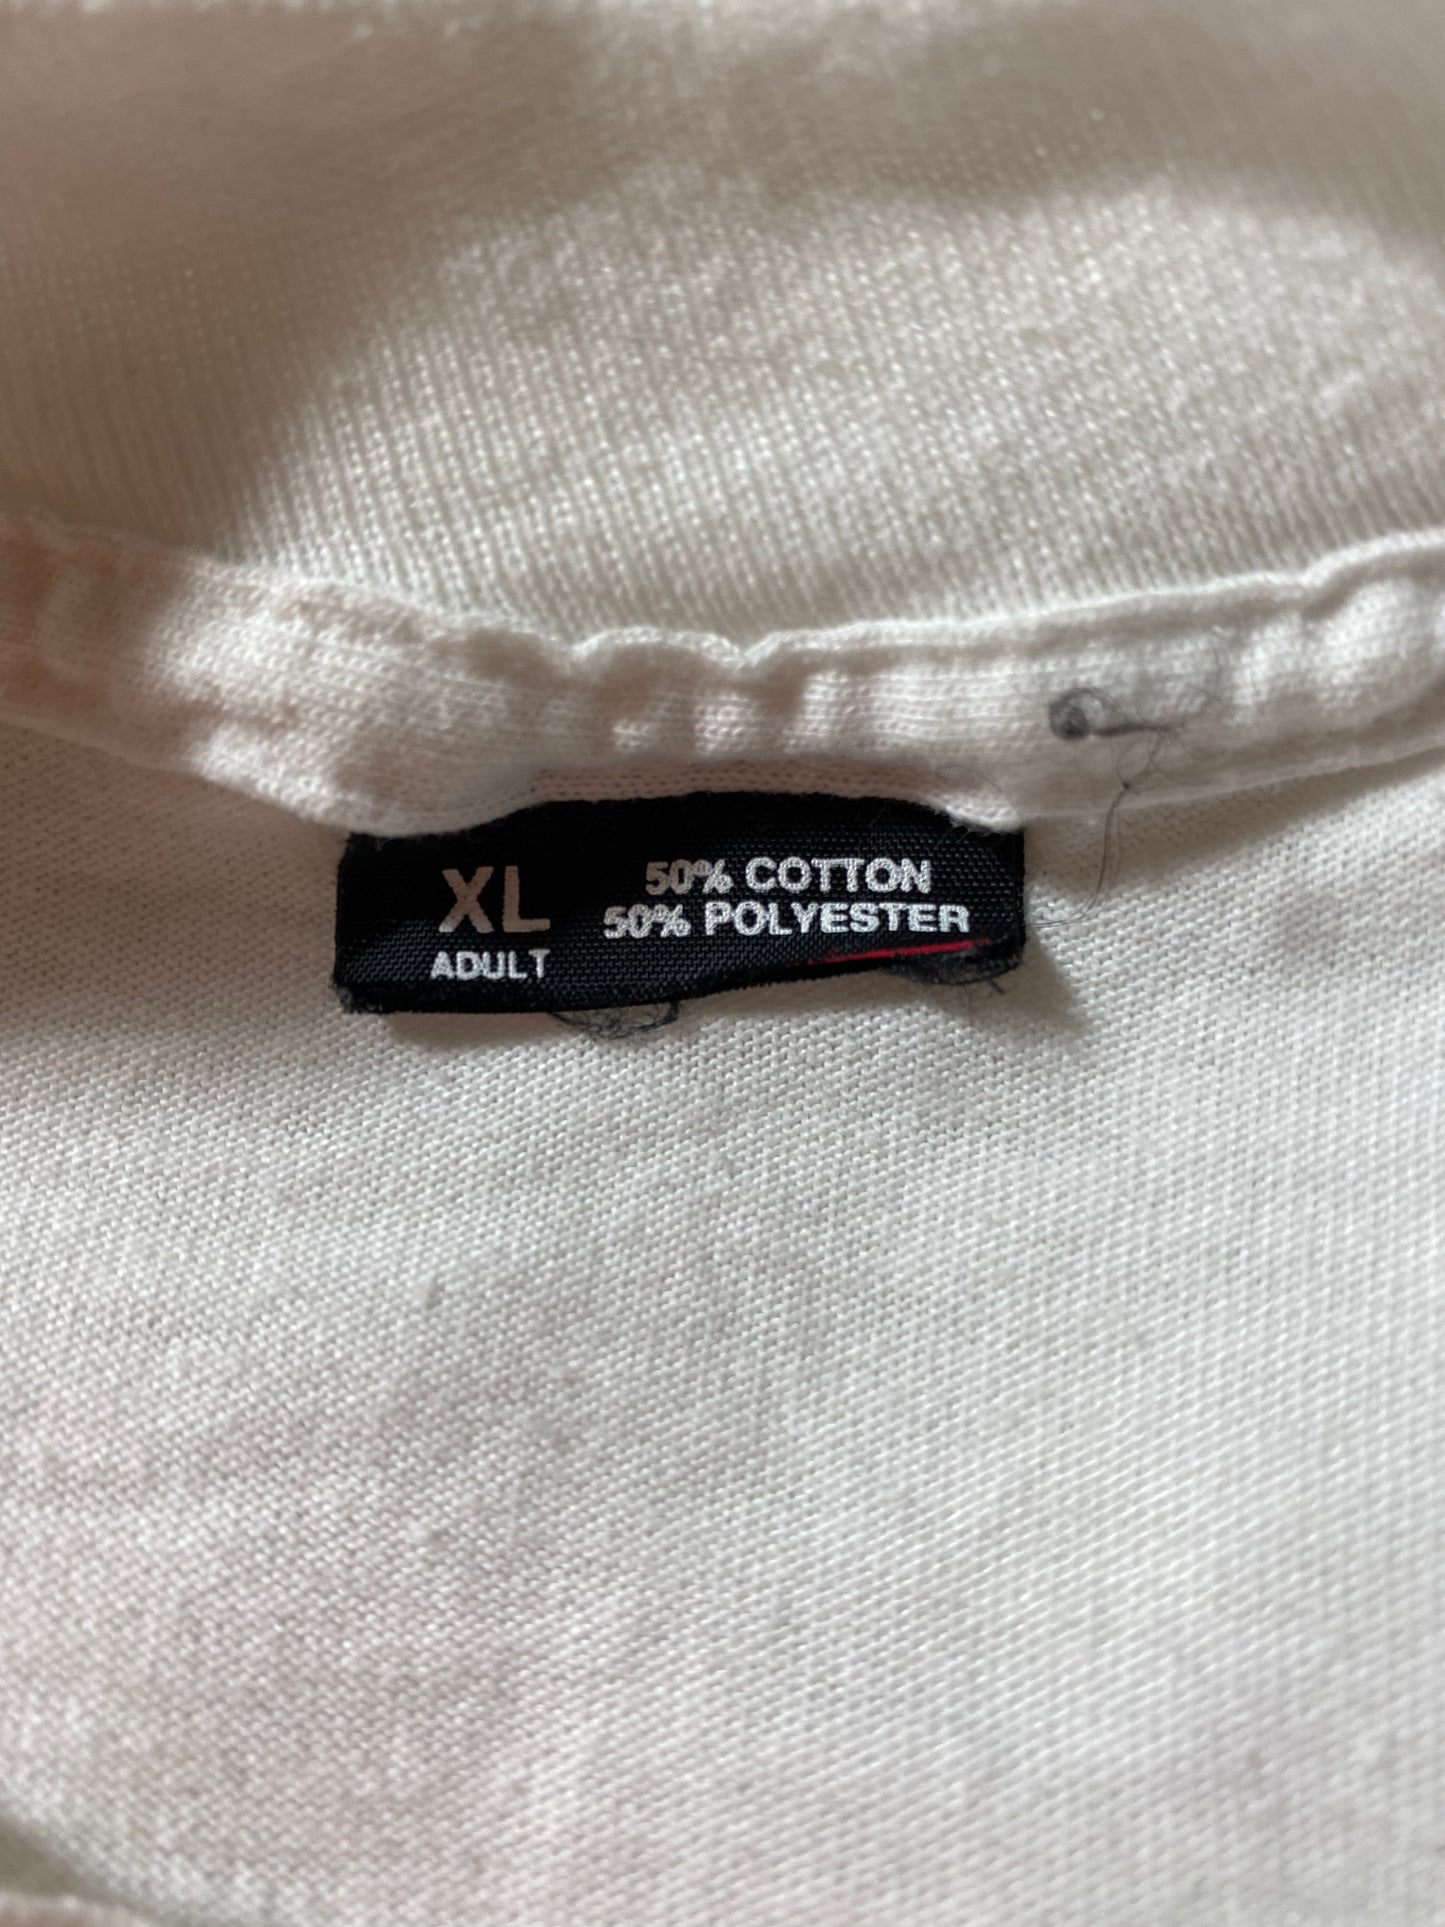 XL
ADULT
50% COTTON
50% POLYESTER